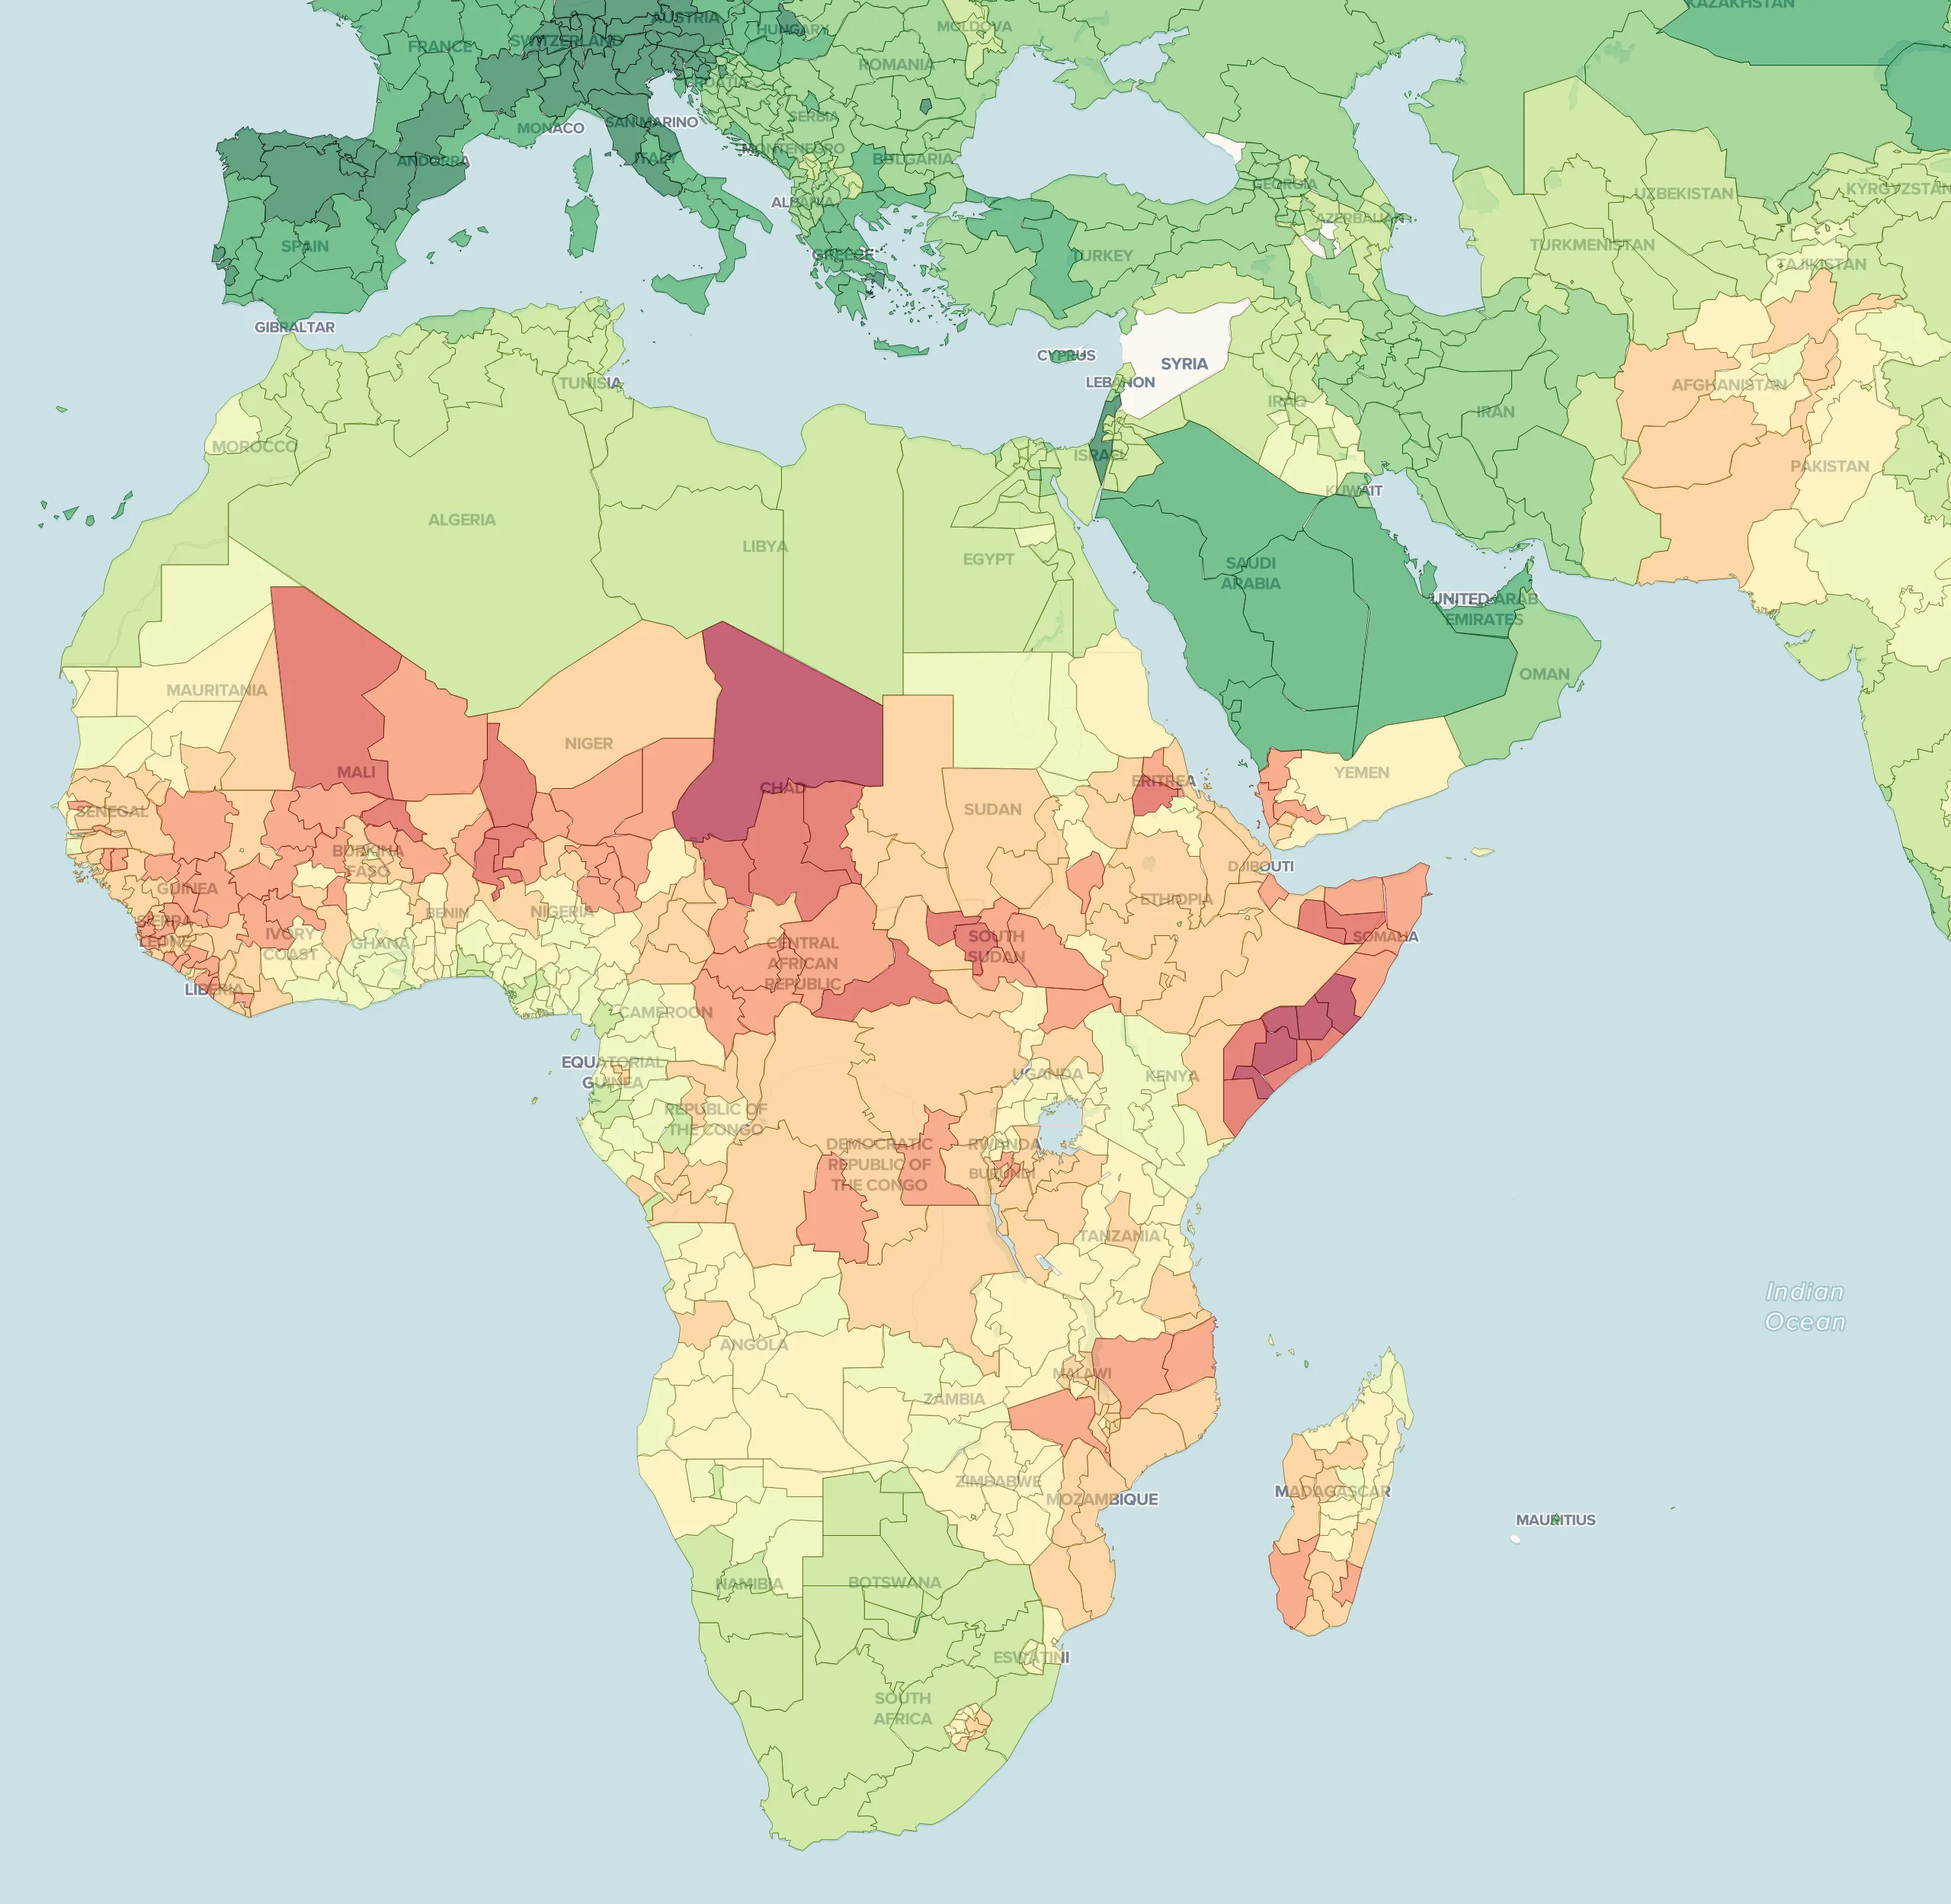 KAZAKHSTAN
AUSTRIA
HUNGARY
MOLDOVA
FRANCE
SWITZERLAND
ROMANIA
CROATIA
SERBIA
MONACO
SAN MARINO
MONTENEGRO
ANDORRA
ITALY
BULGARIA
GEORGIA
UZBEKISTAN
KYRGYZSTAN
ALBANIA
AZERBAIJAN
SPAIN
GREECE
TURKEY
TURKMENISTAN
TAJIKISTAN
GIBRALTAR
CYPRUS
SYRIA
LEBANON
TUNISIA
AFGHANISTAN
IRAQ
IRAN
MOROCCO
ISRAEL
PAKISTAN
KUWAIT
ALGERIA
LIBYA
EGYPT
SAUDI
ARABIA
UNITED ARAB
EMIRATES
OMAN
MAURITANIA
NIGER
MALI
CHAD
YEMEN
ERITREA
SENEGAL
SUDAN
BURKINA
FASO
DJIBOUTI
GUINEA
ETHIOPIA
BENIN
NIGERIA
SIERRA
LEONE
IVORY
COAST
GHANA
CENTRAL
AFRICAN
REPUBLIC
SOUTH
SUDAN
SOMALIA
LIBERIA
CAMEROON
EQUATORIAL
GUINEA
UGANDA
KENYA
REPUBLIC OF
THE CONGO
DEMOCRATIC
REPUBLIC OF
THE CONGO
RWANDA
BURUNDI
TANZANIA
Indian
Ocean
ANGOLA
MALAWI
ZAMBIA
ZIMBABWE
MOZAMBIQUE
MADAGASCAR
MAURITIUS
NAMIBIA
BOTSWANA
ESWATINI
SOUTH
AFRICA